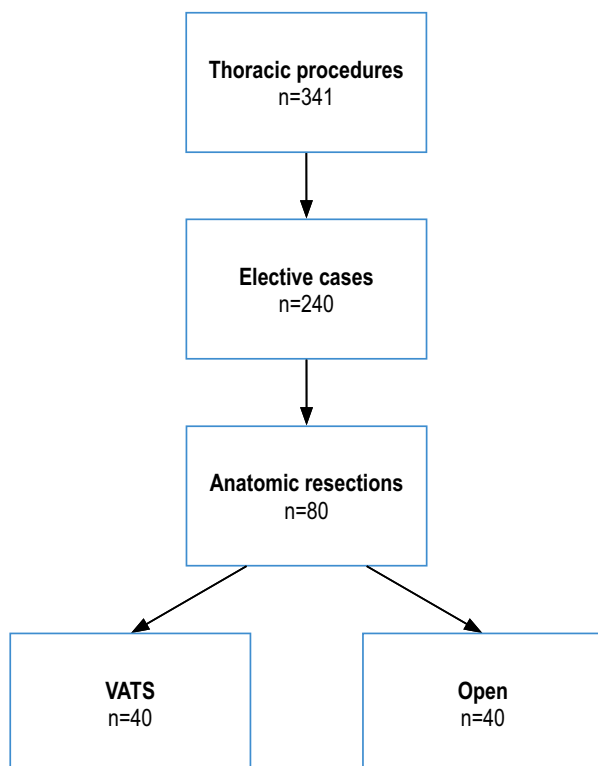 Thoracic procedures
n=341
Elective cases
n=240
Anatomic resections
n=80
VATS
n=40
Open
n=40